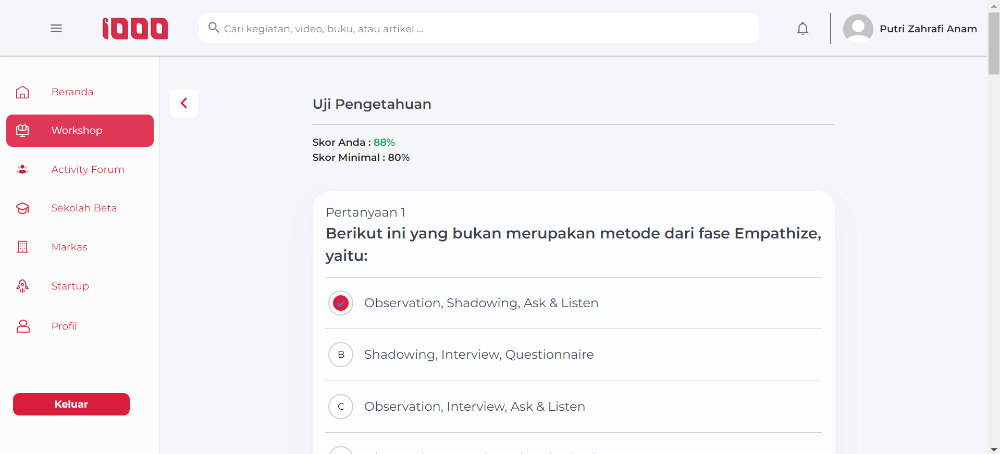 1000
Cari kegiatan, video, buku, atau artikel ...
Putri Zahrafi Anam
Beranda
Workshop
Activity Forum
Sekolah Beta
Markas
Startup
Profil
Keluar
Uji Pengetahuan
Skor Anda : 88%
Skor Minimal : 80%
Pertanyaan 1
Berikut ini yang bukan merupakan metode dari fase Empathize,
yaitu:
Observation, Shadowing, Ask & Listen
B Shadowing, Interview, Questionnaire
C Observation, Interview, Ask & Listen